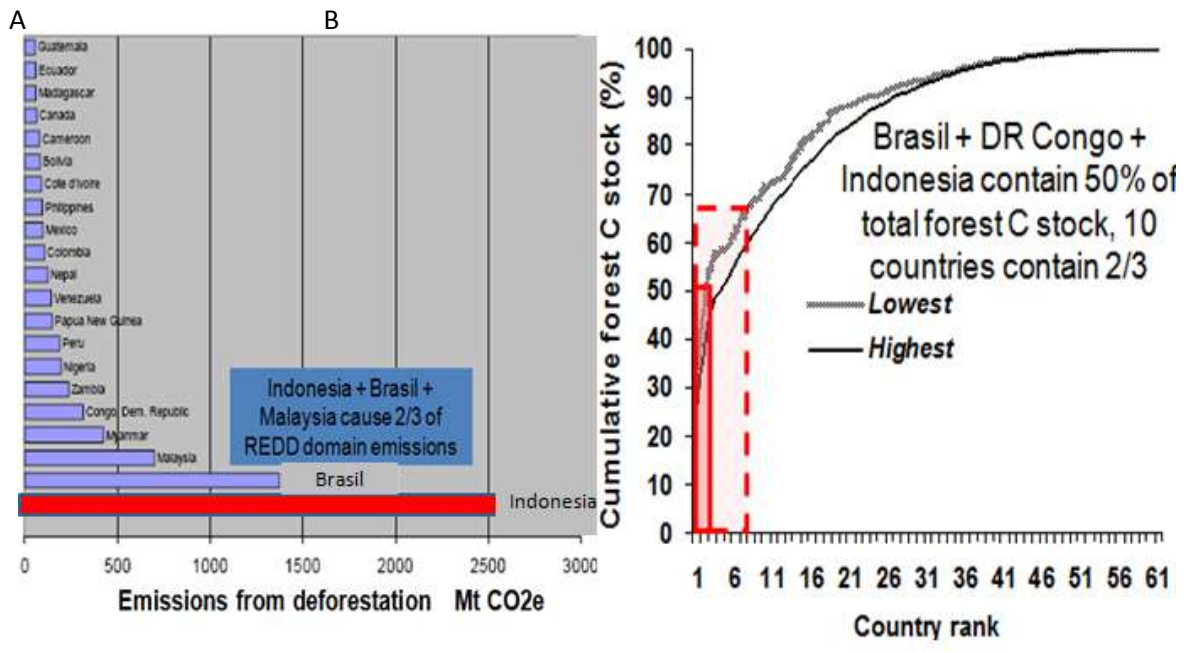 A
B
Guatemala
Ecuador
Madagascar
Canada
Cameroon
Bolivia
Cote d'Ivoire
Philippines
Mexico
Colombia
Nepal
Venezuela
Papua New Guinea
Peru
Nigeria
Zambia
Congo, Dem. Republic
Myanmar
Malaysia
Brasil
Indonesia
Indonesia + Brasil +
Malaysia cause 2/3 of
REDD domain emissions
0 500 1000 1500 2000 2500 3000
Emissions from deforestation Mt CO2e
Cumulative forest C stock (%)
100
90
80
70
60
50
40
30
20
10
0
Brasil + DR Congo +
Indonesia contain 50% of
total forest C stock, 10
countries contain 2/3
Lowest
Highest
1 6 11 16 21 26 31 36 41 46 51 56 61
Country rank